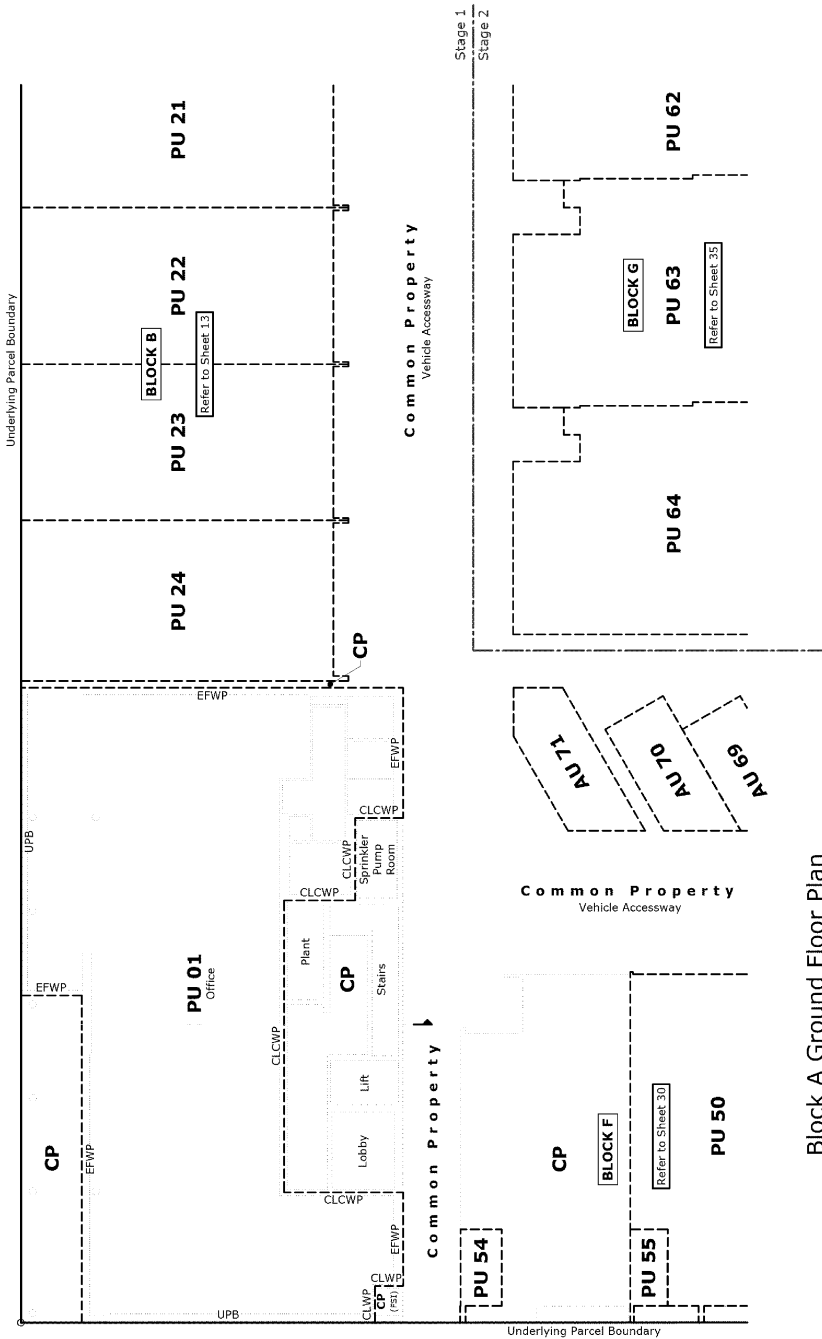 Underlying Parcel Boundary
UPB
EFWP
CP
EFWP
UPB
PU 01
Office
EFWP
CLCWP
Plant
CLCWP
CP
Stairs
Lift
Lobby
CLCWP
CLCWP
Sprinkler
Pump
Room
CLCWP
EFWP
EFWP
CLWP
CLWP
CP
(FSI)
CP
PU 24
PU 23
BLOCK B
Refer to Sheet 13
PU 22
PU 21
Common Property
Vehicle Accessway
Common Property
Stage 1
Stage 2
PU 54
CP
BLOCK F
PU 55
Refer to Sheet 30
PU 50
Underlying Parcel Boundary
Common Property
Vehicle Accessway
AU 71
AU 70
AU 69
PU 64
BLOCK G
PU 63
Refer to Sheet 35
PU 62
Block A Ground Floor Plan